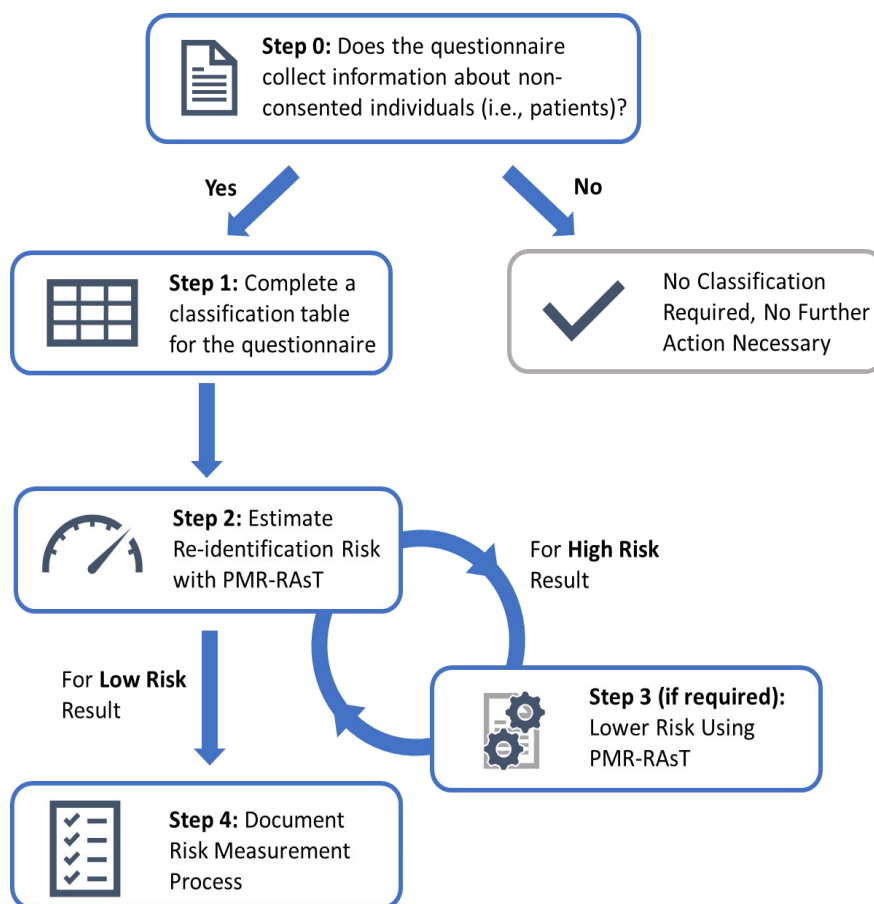 Step 0: Does the questionnaire
collect information about non-
consented individuals (i.e., patients)?
Yes
No
Step 1: Complete a
classification table
for the questionnaire
No Classification
Required, No Further
Action Necessary
Step 2: Estimate
Re-identification Risk
with PMR-RAsT
For High Risk
Result
For Low Risk
Result
Step 3 (if required):
Lower Risk Using
PMR-RAsT
Step 4: Document
Risk Measurement
Process